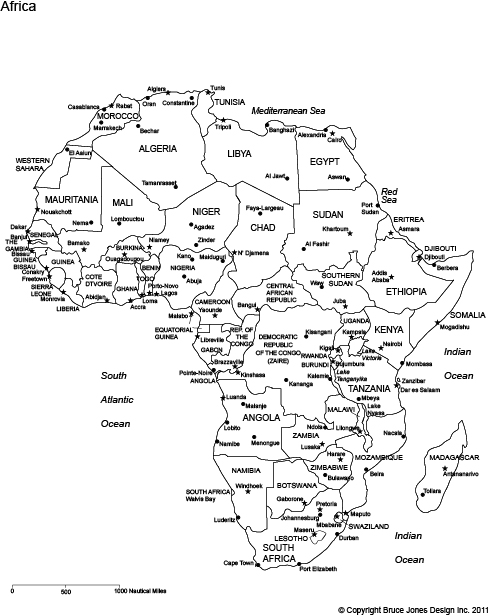 Africa
Algiers
Tunis
Oran
Constantine
TUNISIA
Casablanca
Rabat
MOROCCO
Marrakech
Bechar
Tripoli
Mediterranean Sea
Banghazi
Alexandria
Cairo
ALGERIA
LIBYA
EGYPT
WESTERN
SAHARA
El Aaiun
Tamanrasset
Al Jawf
Aswan
Red
Sea
MAURITANIA
Nouakchott
Nema
MALI
Lombouctou
NIGER
Agadez
Faya-Largeau
CHAD
SUDAN
Port
Sudan
Khartoum
ERITREA
Asmara
Dakar
SENEGAL
Banjul
THE
GAMBIA
Bissau
GUINEA
BISSAU
GUINEA
Bamako
BURKINA
Ouagadougou
Niamey
Zinder
Kano
Maiduguri
N' Djamena
Al Fashir
DJIBOUTI
Djibouti
Berbera
Conakry
Freetown
SIERRA
LEONE
Monrovia
LIBERIA
COTE
D'IVOIRE
GHANA
TOGO
BENIN
Porto-Novo
Lagos
NIGERIA
Abuja
Abidjan
Accra
Loma
SOUTHERN
SUDAN
Waw
Addis
Ababe
ETHIOPIA
CENTRAL
AFRICAN
REPUBLIC
CAMEROON
Yaounde
Malabo
Bangui
Juba
SOMALIA
Mogadishu
EQUATORIAL
GUINEA
Libreville
GABON
REP. OF
THE
CONGO
DEMOCRATIC
REPUBLIC
OF THE CONGO
(ZAIRE)
Kisangani
UGANDA
Kampala
KENYA
Nairobi
Lake
Victoria
Kigali
RWANDA
BURUNDI
Bujumbura
Indian
Ocean
Brazzaville
Pointe-Noire
Kinshasa
ANGOLA
Kananga
Kalemie
Lake
Tanganyika
TANZANIA
Mombasa
Zanzibar
Dar es Salaam
Mbeya
South
Atlantic
Ocean
Luanda
Malanje
ANGOLA
Lobito
Menongue
Namibe
MALAWI
Lake
Nyasa
Ndola
Lilongwe
ZAMBIA
Lusaka
Nacala
MOZAMBIQUE
Harare
ZIMBABWE
Bulawayo
Beira
MADAGASCAR
Antananarivo
Toliara
NAMIBIA
Windhoek
SOUTH AFRICA
Walvis Bay
BOTSWANA
Gaborone
Pretoria
Johannesburg
Maputo
Mbabane
SWAZILAND
Luderitz
Maseru
LESOTHO
Durban
SOUTH
AFRICA
Cape Town
Port Elizabeth
Indian
Ocean
0 500 1000 Nautical Miles
© Copyright Bruce Jones Design Inc. 2011